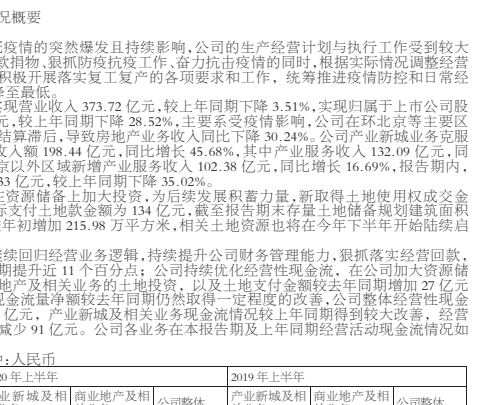 况概要
疫情的突然爆发且持续影响,公司的生产经营计划与执行工作受到较大
款捐物、狠抓防疫抗疫工作、奋力抗击疫情的同时,根据实际情况调整经营
积极开展落实复工复产的各项要求和工作，统筹推进疫情防控和日常经
降至最低。
实现营业收入 373.72 亿元,较上年同期下降 3.51%,实现归属于上市公司股
元,较上年同期下降 28.52%,主要系受疫情影响,公司在环北京等主要区
结算滞后,导致房地产业务收入同比下降 30.24%。公司产业新城业务克服
收入额 198.44 亿元,同比增长 45.68%,其中产业服务收入 132.09 亿元,同
京以外区域新增产业服务收入 102.38 亿元,同比增长 16.69%,报告期内,
33 亿元,较上年同期下降 35.02%。
在资源储备上加大投资,为后续发展积蓄力量,新取得土地使用权成交金
际支付土地款金额为 134 亿元,截至报告期末存量土地储备规划建筑面积
年初增加 215.98 万平方米,相关土地资源也将在今年下半年开始陆续启
续回归经营业务逻辑,持续提升公司财务管理能力,狠抓落实经营回款,
期提升近 11 个百分点；公司持续优化经营性现金流，在公司加大资源储
地产及相关业务的土地投资，以及土地支付金额较去年同期增加 27 亿元
现金流量净额较去年同期仍然取得一定程度的改善,公司整体经营性现金
亿元，产业新城及相关业务现金流情况较上年同期得到较大改善，经营
减少 91 亿元。公司各业务在本报告期及上年同期经营活动现金流情况如
:人民币
20 年上半年 2019 年上半年
业新城及相 商业地产及相 公司整体 产业新城及相 商业地产及相 公司整体